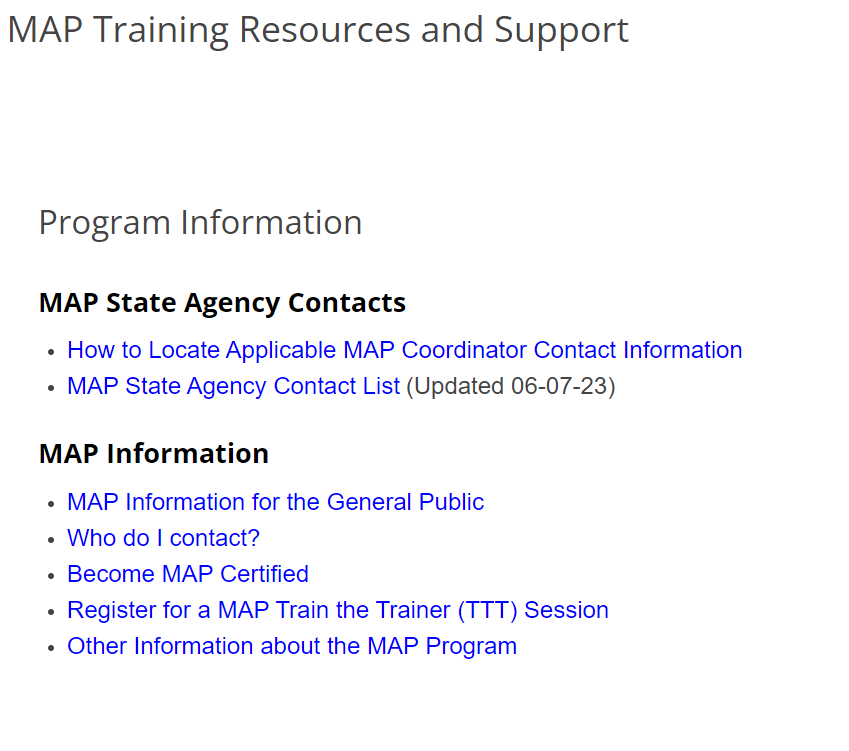 MAP Training Resources and Support
Program Information
MAP State Agency Contacts
• How to Locate Applicable MAP Coordinator Contact Information
• MAP State Agency Contact List (Updated 06-07-23)
MAP Information
• MAP Information for the General Public
• Who do I contact?
• Become MAP Certified
• Register for a MAP Train the Trainer (TTT) Session
• Other Information about the MAP Program